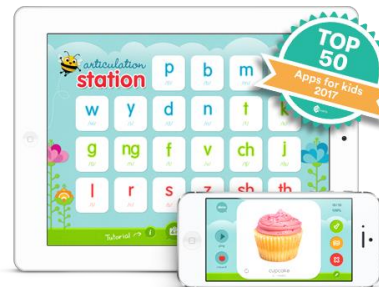 TOP
50
Apps for kids
2017
articulation
station
p b m
w y d n t k
g ng f v ch j
l r s z sh th
Tutorial → i
cupcake